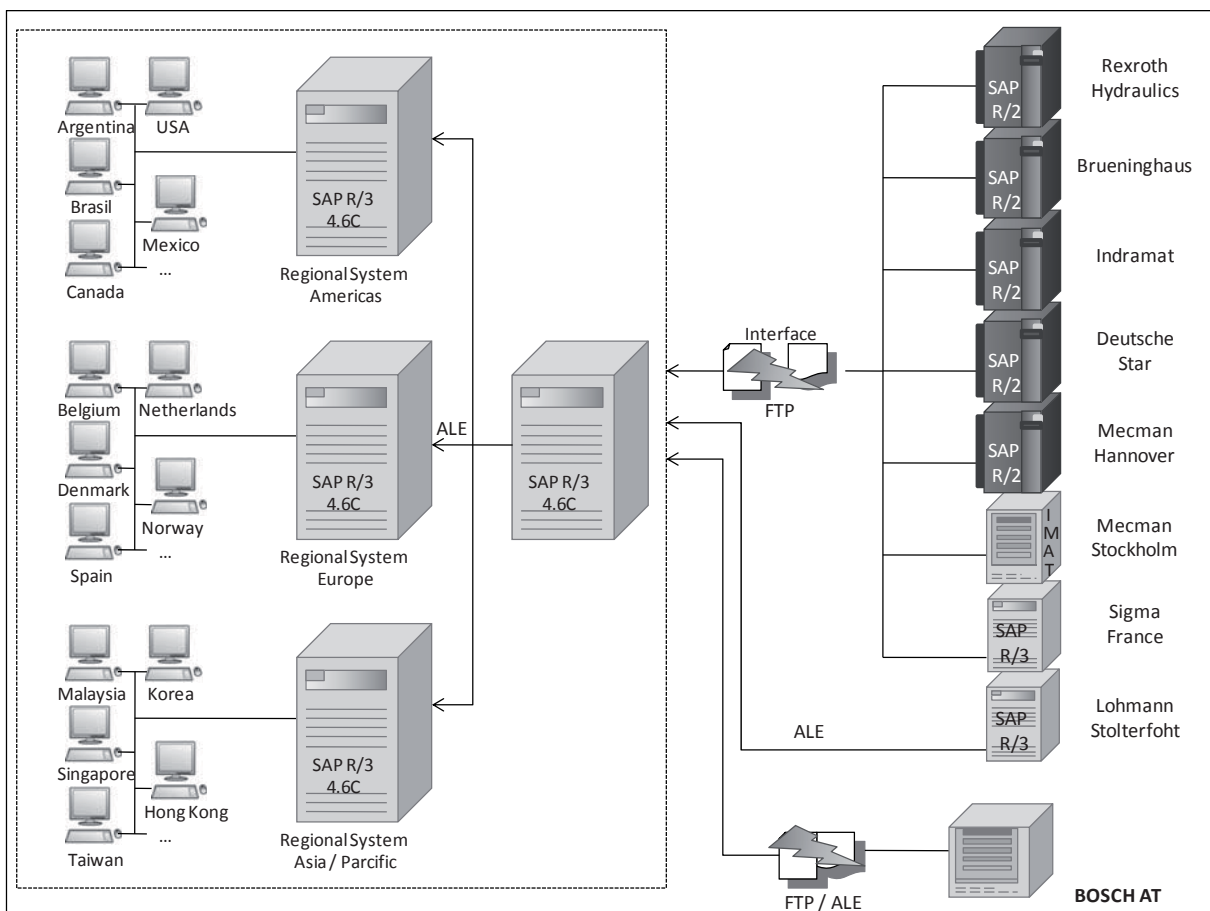 Argentina
USA
Brasil
Mexico
Canada
...
SAP R/3
4.6C
Regional System
Americas
Belgium
Netherlands
Denmark
Norway
Spain
...
SAP R/3
4.6C
Regional System
Europe
ALE
SAP R/3
4.6C
Malaysia
Korea
Singapore
Hong Kong
Taiwan
...
SAP R/3
4.6C
Regional System
Asia / Parcific
Interface
FTP
ALE
FTP / ALE
SAP
R/2
Rexroth
Hydraulics
SAP
R/2
Brueninghaus
SAP
R/2
Indramat
SAP
R/2
Deutsche
Star
SAP
R/2
Mecman
Hannover
IMAT
Mecman
Stockholm
SAP
R/3
Sigma
France
SAP
R/3
Lohmann
Stolterfoht
BOSCH AT